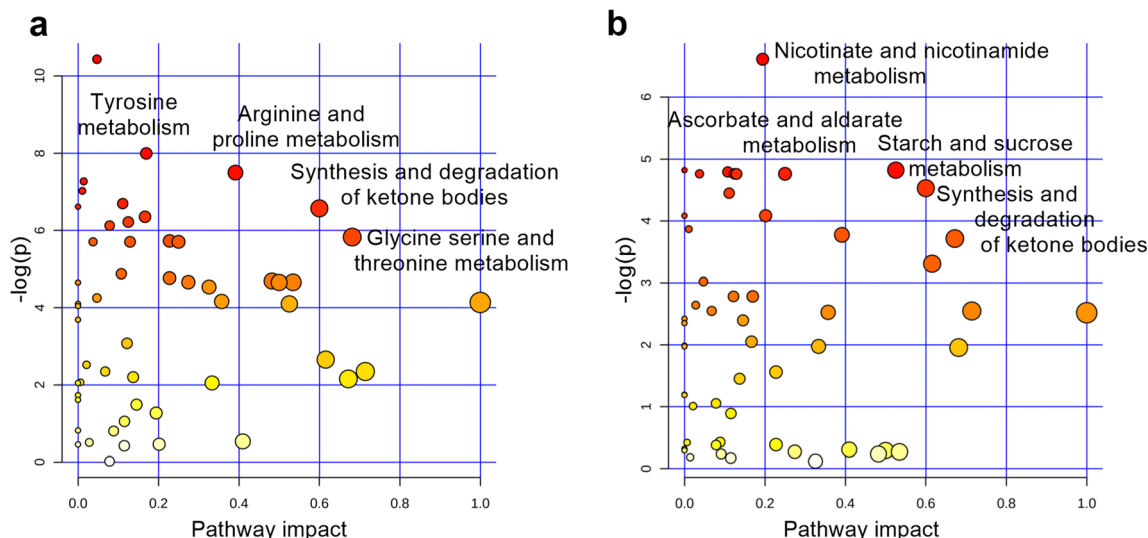 a
Tyrosine
metabolism
Arginine and
proline metabolism
Synthesis and degradation
of ketone bodies
Glycine serine and
threonine metabolism
-log(p)
10
8
6
4
2
0
0.0 0.2 0.4 0.6 0.8 1.0
Pathway impact
b
Nicotinate and nicotinamide
metabolism
Ascorbate and aldarate
metabolism
Starch and sucrose
metabolism
Synthesis and
degradation
of ketone bodies
-log(p)
6
5
4
3
2
1
0
0.0 0.2 0.4 0.6 0.8 1.0
Pathway impact